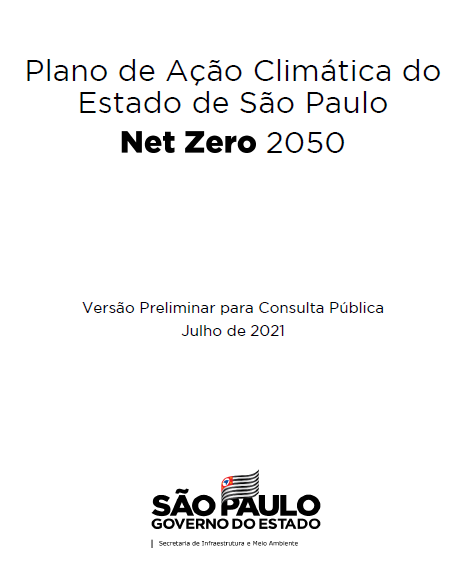 Plano de Ação Climática do
Estado de São Paulo
Net Zero 2050
Versão Preliminar para Consulta Pública
Julho de 2021
SÃO PAULO
GOVERNO DO ESTADO
Secretaria de Infraestrutura e Meio Ambiente